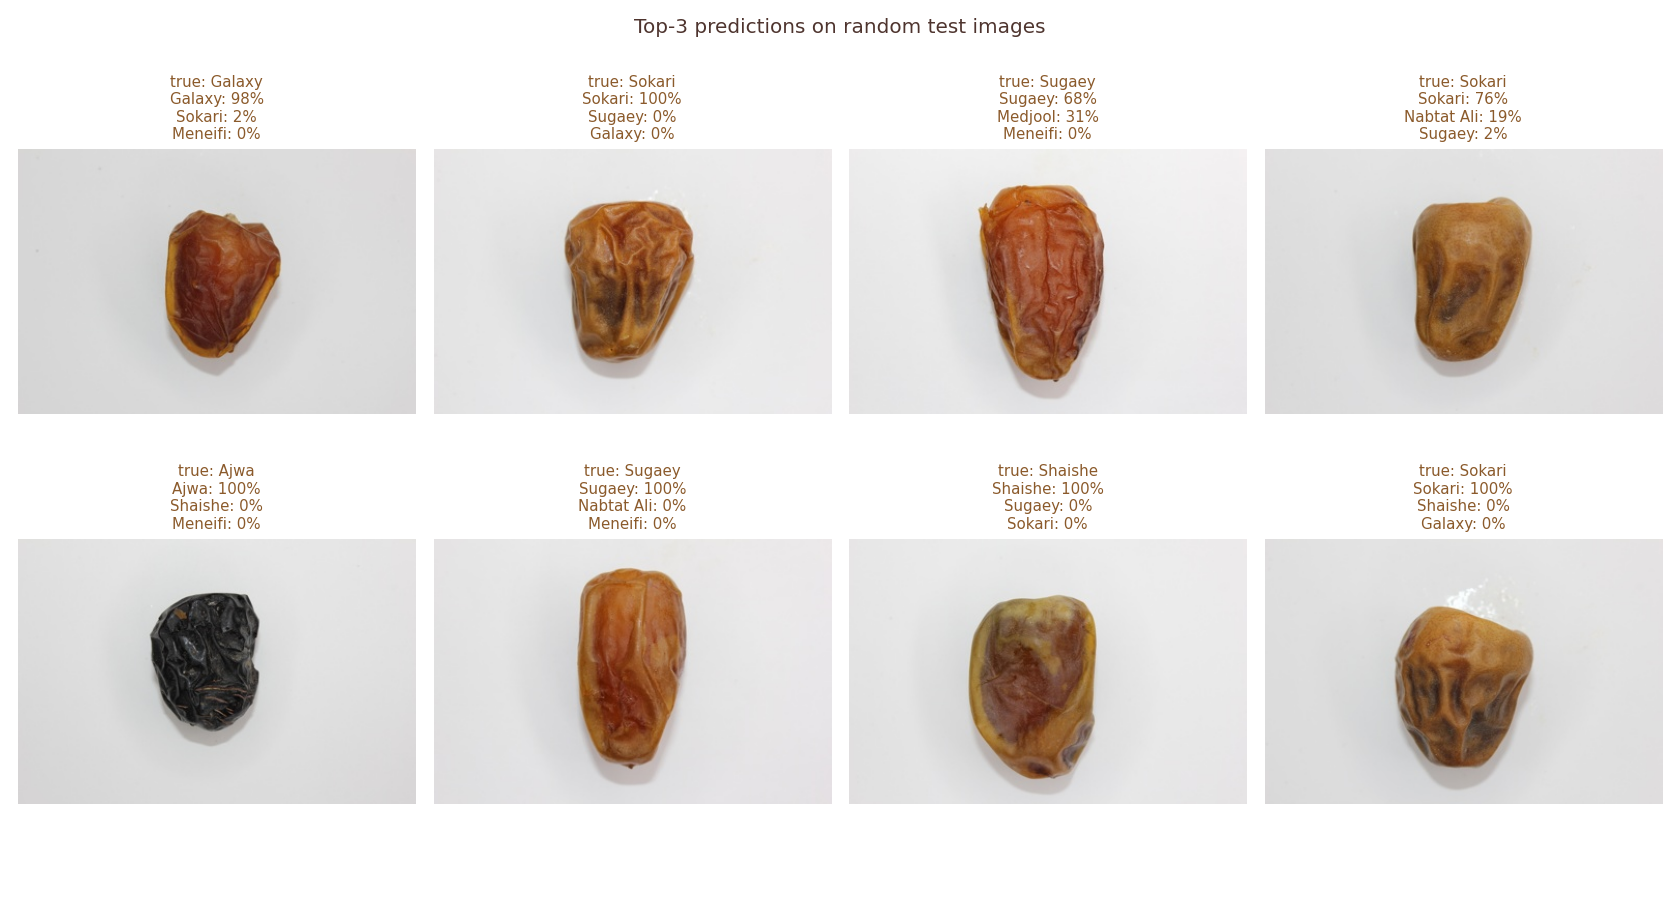 Top-3 predictions on random test images
true: Galaxy
Galaxy: 98%
Sokari: 2%
Meneifi: 0%
true: Sokari
Sokari: 100%
Sugaey: 0%
Galaxy: 0%
true: Sugaey
Sugaey: 68%
Medjool: 31%
Meneifi: 0%
true: Sokari
Sokari: 76%
Nabtat Ali: 19%
Sugaey: 2%
true: Ajwa
Ajwa: 100%
Shaishe: 0%
Meneifi: 0%
true: Sugaey
Sugaey: 100%
Nabtat Ali: 0%
Meneifi: 0%
true: Shaishe
Shaishe: 100%
Sugaey: 0%
Sokari: 0%
true: Sokari
Sokari: 100%
Shaishe: 0%
Galaxy: 0%